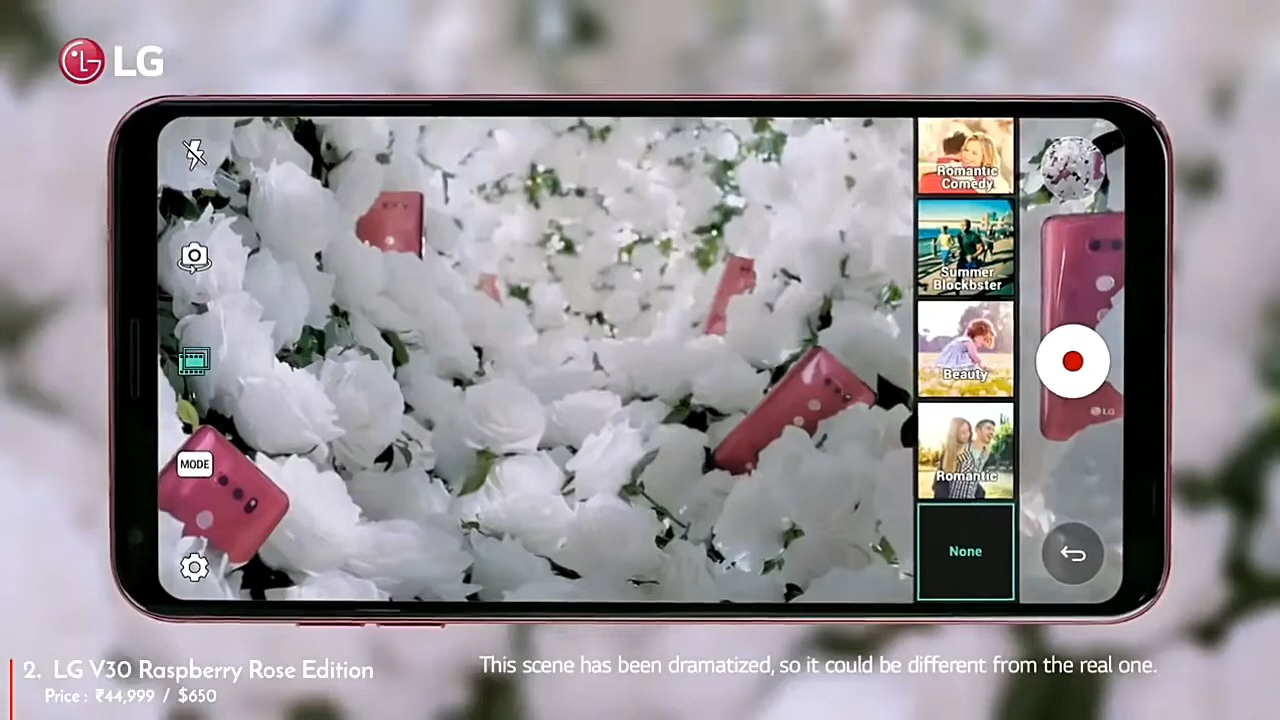 LG
Romantic
Comedy
Summer
Blockbster
Beauty
MODE
Romantic
LG
None
2. LG V30 Raspberry Rose Edition
Price : ₹44,999 / $650
This scene has been dramatized, so it could be different from the real one.